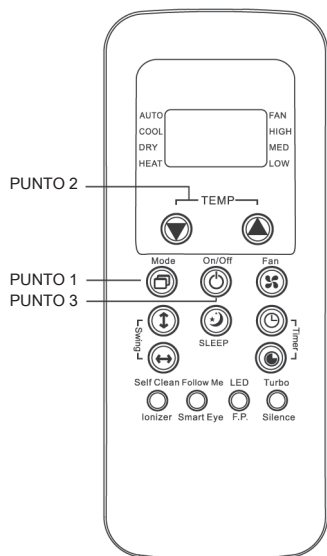 AUTO FAN
COOL HIGH
DRY MED
HEAT LOW
PUNTO 2
TEMP
Mode On/Off Fan
PUNTO 1
PUNTO 3
Swing
Timer
SLEEP
Self Clean Follow Me LED Turbo
Ionizer Smart Eye F.P. Silence